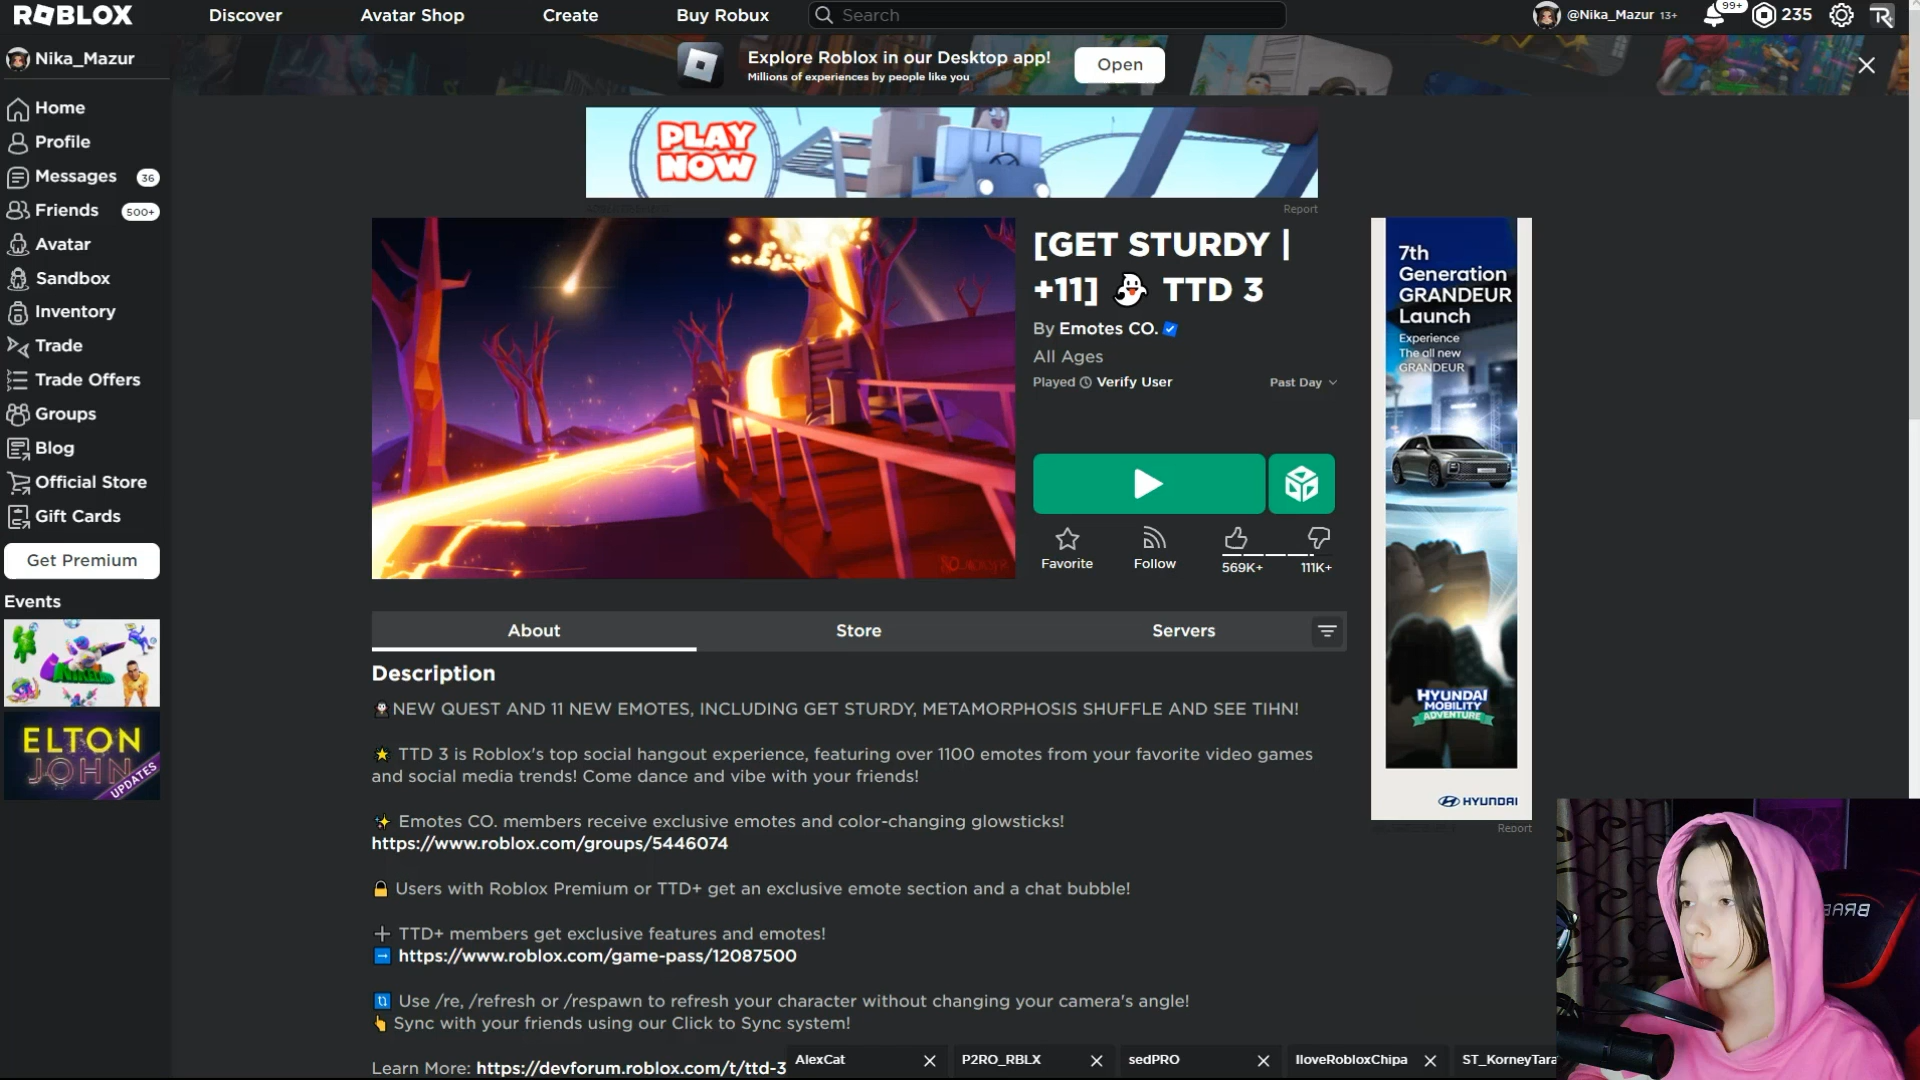 ROBLOX
Discover
Avatar Shop
Create
Buy Robux
Search
@Nika_Mazur 13+
99+
235
Nika_Mazur
Home
Profile
Messages 36
Friends 500+
Avatar
Sandbox
Inventory
Trade
Trade Offers
Groups
Blog
Official Store
Gift Cards
Get Premium
Events
ELTON
JOHN
UPDATES
Explore Roblox in our Desktop app!
Millions of experiences by people like you
Open
PLAY
NOW
Report
[GET STURDY |
+11] 👻 TTD 3
By Emotes CO.
All Ages
Played Verify User
Past Day
Favorite
Follow
569K+
111K+
About
Store
Servers
Description
NEW QUEST AND 11 NEW EMOTES, INCLUDING GET STURDY, METAMORPHOSIS SHUFFLE AND SEE TIHN!
⭐ TTD 3 is Roblox's top social hangout experience, featuring over 1100 emotes from your favorite video games
and social media trends! Come dance and vibe with your friends!
✨ Emotes CO. members receive exclusive emotes and color-changing glowsticks!
https://www.roblox.com/groups/5446074
🔒 Users with Roblox Premium or TTD+ get an exclusive emote section and a chat bubble!
➕ TTD+ members get exclusive features and emotes!
➡ https://www.roblox.com/game-pass/12087500
🔃 Use /re, /refresh or /respawn to refresh your character without changing your camera's angle!
👆 Sync with your friends using our Click to Sync system!
Learn More: https://devforum.roblox.com/t/ttd-3
7th
Generation
GRANDEUR
Launch
Experience
The all new
GRANDEUR
HYUNDAI
MOBILITY
ADVENTURE
HYUNDAI
Report
AlexCat
P2RO_RBLX
sedPRO
IloveRobloxChipa
ST_KorneyTara